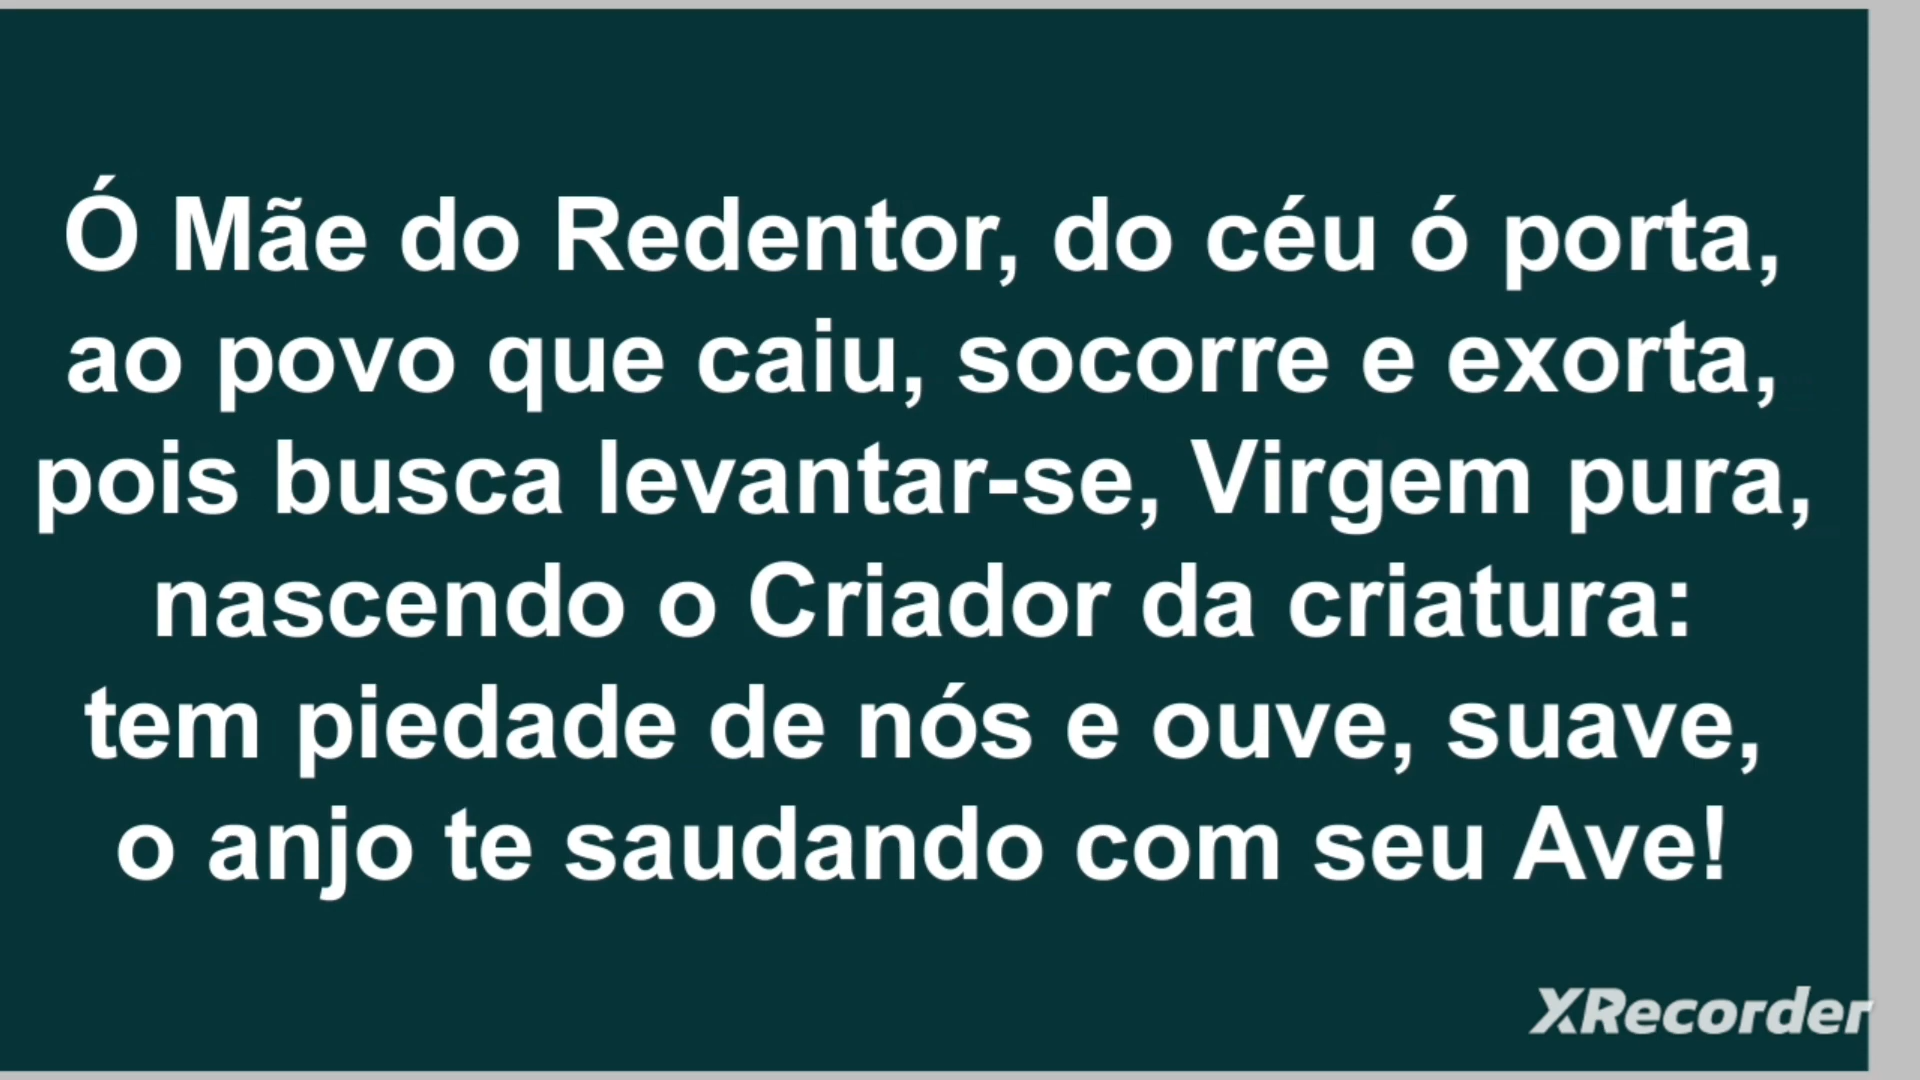 Ó Mãe do Redentor, do céu ó porta,
ao povo que caiu, socorre e exorta,
pois busca levantar-se, Virgem pura,
nascendo o Criador da criatura:
tem piedade de nós e ouve, suave,
o anjo te saudando com seu Ave!
XRecorder